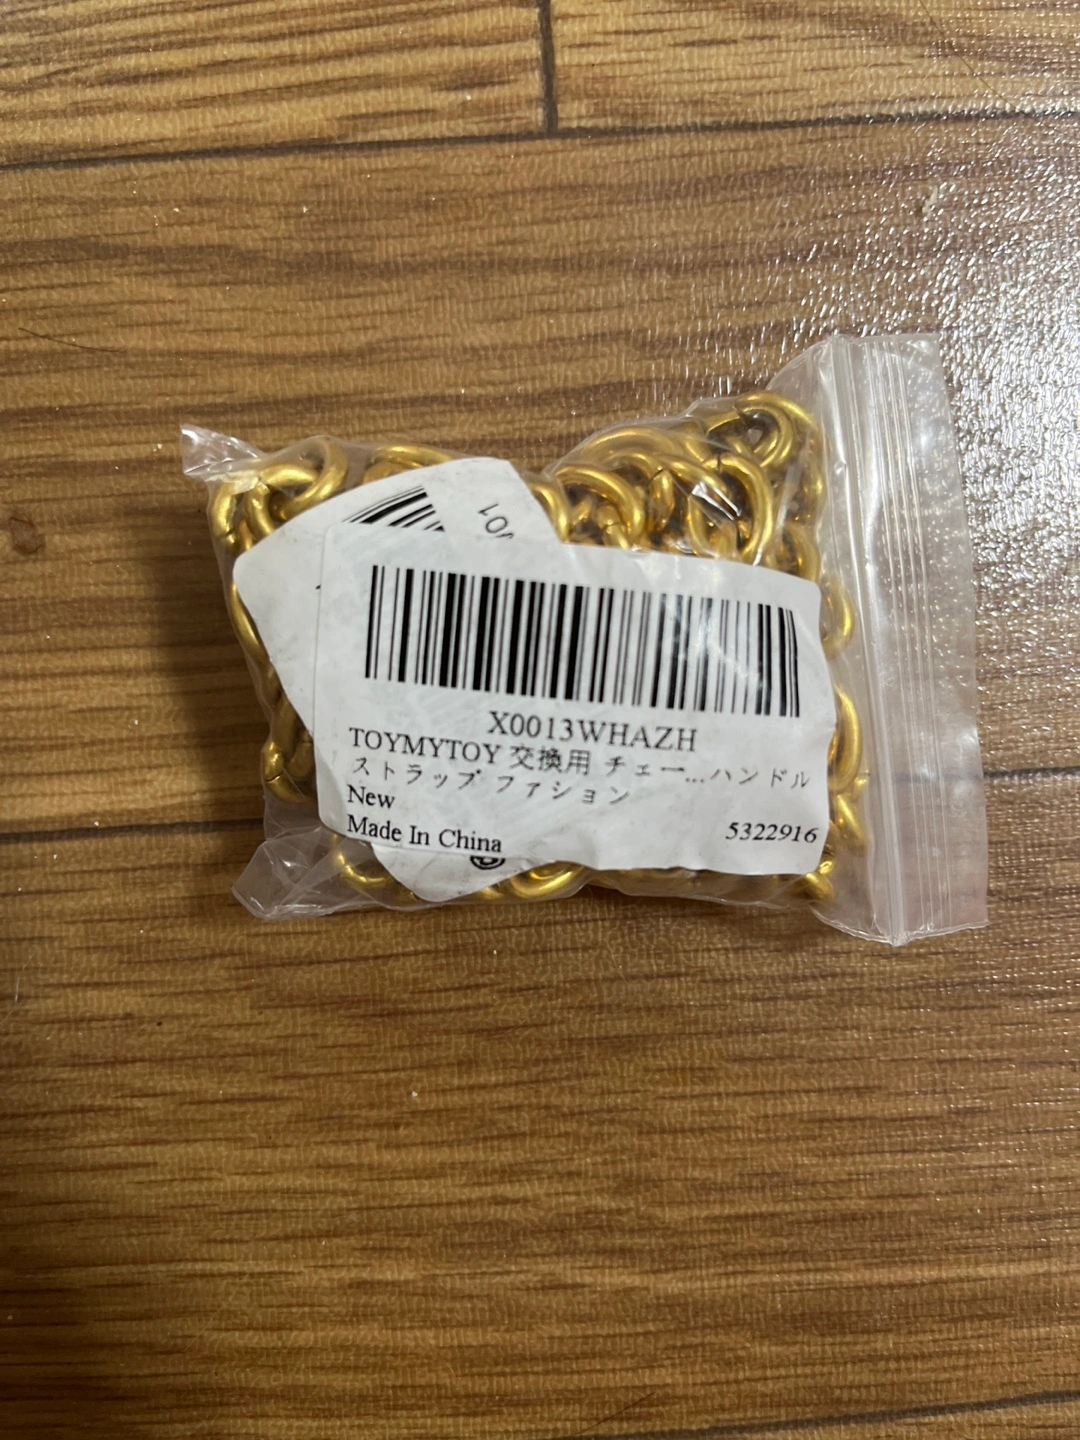 101
X0013WHAZH
TOYMYTOY 交換用 チェー...ハンドル
ストラップ ファション
New
Made In China
5322916